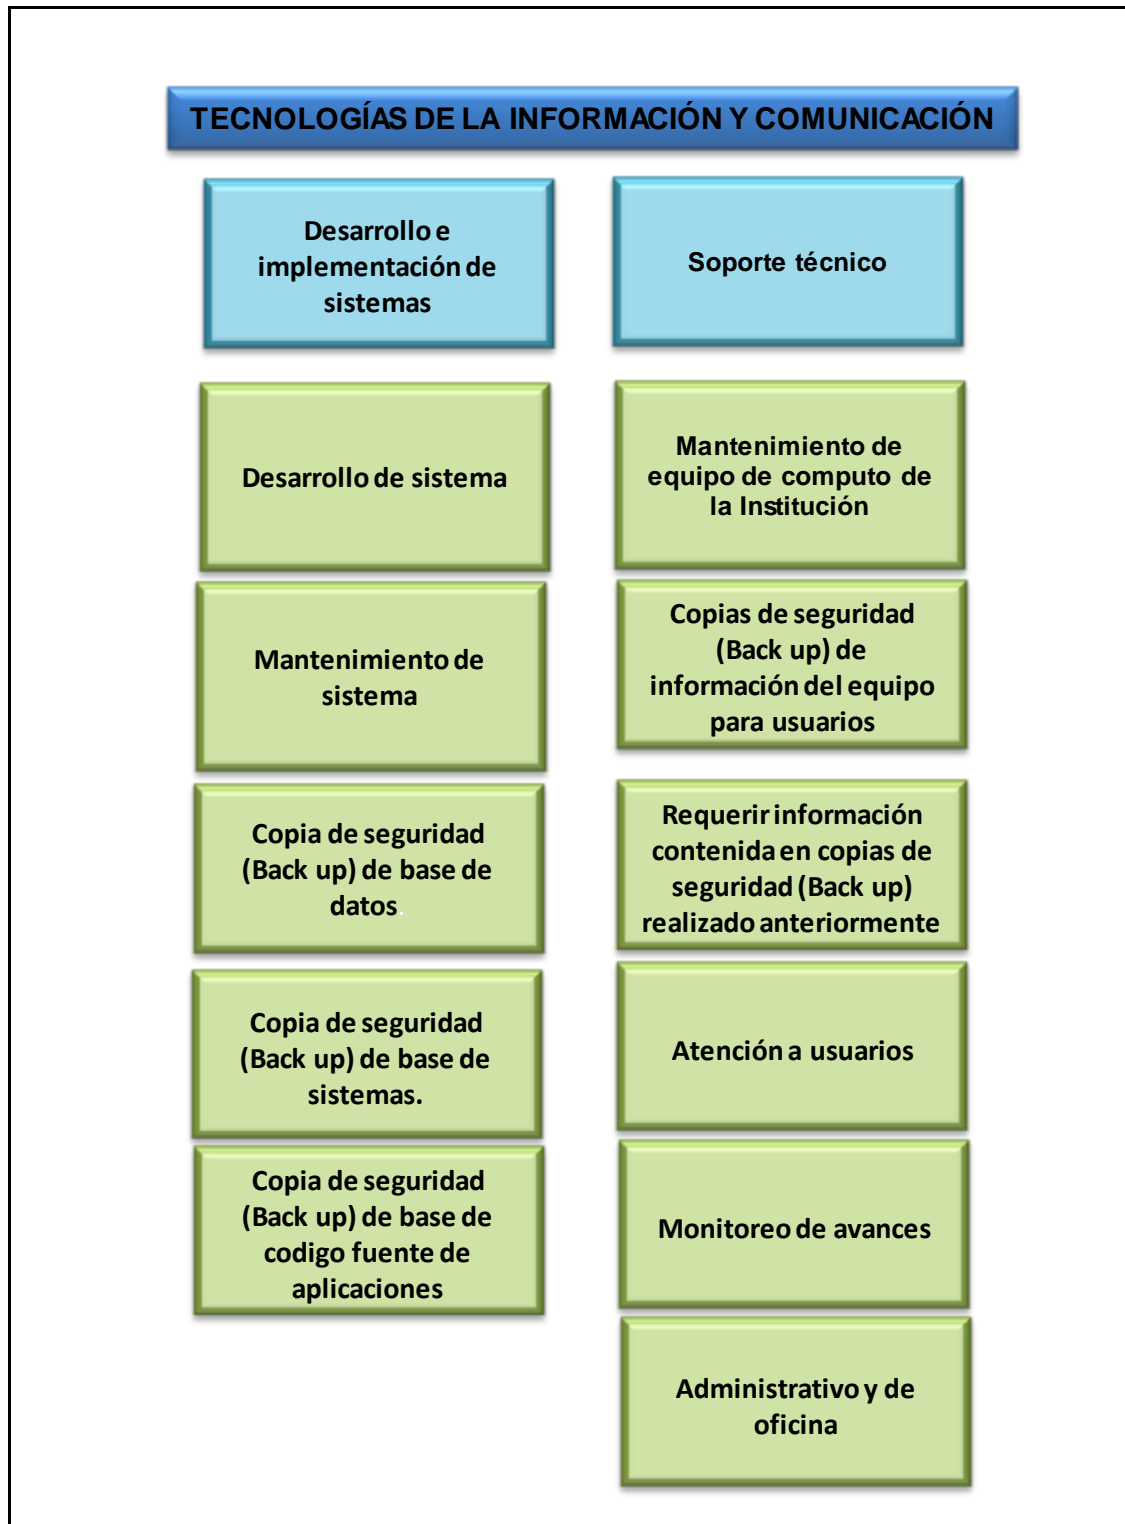 TECNOLOGÍAS DE LA INFORMACIÓN Y COMUNICACIÓN
Desarrollo e
implementación de
sistemas
Desarrollo de sistema
Mantenimiento de
sistema
Copia de seguridad
(Back up) de base de
datos.
Copia de seguridad
(Back up) de base de
sistemas.
Copia de seguridad
(Back up) de base de
codigo fuente de
aplicaciones
Soporte técnico
Mantenimiento de
equipo de computo de
la Institución
Copias de seguridad
(Back up) de
información del equipo
para usuarios
Requerir información
contenida en copias de
seguridad (Back up)
realizado anteriormente
Atención a usuarios
Monitoreo de avances
Administrativo y de
oficina